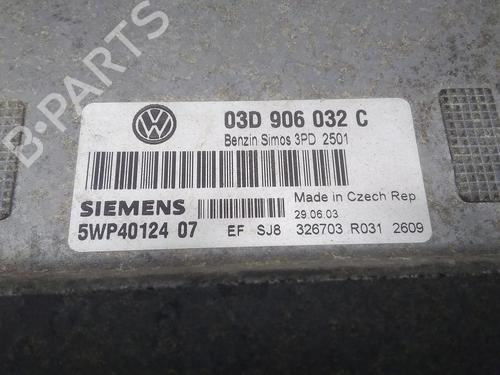 B-PARTS
VW
03D 906 032 C
Benzin Simos 3PD 2501
SIEMENS
Made in Czech Rep
29.06.03
5WP40124 07 EF SJ8 326703 R031 2609
B-PARTS